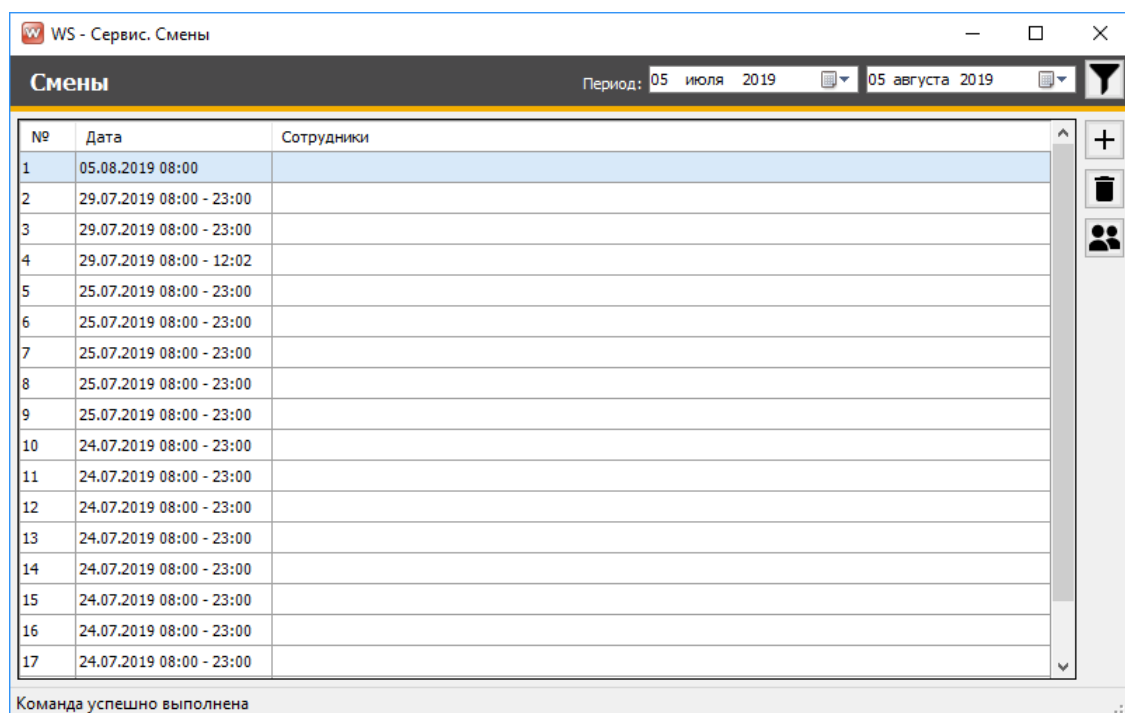 WS - Сервис. Смены
Смены Период: 05 июля 2019 05 августа 2019
№ Дата Сотрудники
1 05.08.2019 08:00
2 29.07.2019 08:00 - 23:00
3 29.07.2019 08:00 - 23:00
4 29.07.2019 08:00 - 12:02
5 25.07.2019 08:00 - 23:00
6 25.07.2019 08:00 - 23:00
7 25.07.2019 08:00 - 23:00
8 25.07.2019 08:00 - 23:00
9 25.07.2019 08:00 - 23:00
10 24.07.2019 08:00 - 23:00
11 24.07.2019 08:00 - 23:00
12 24.07.2019 08:00 - 23:00
13 24.07.2019 08:00 - 23:00
14 24.07.2019 08:00 - 23:00
15 24.07.2019 08:00 - 23:00
16 24.07.2019 08:00 - 23:00
17 24.07.2019 08:00 - 23:00
Команда успешно выполнена